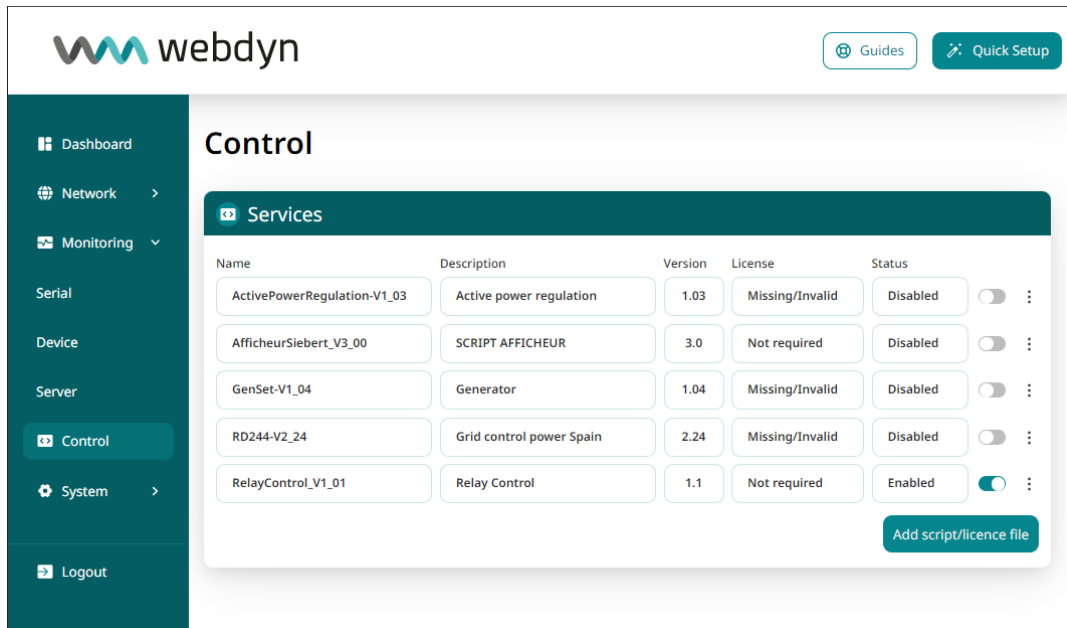 webdyn
Guides
Quick Setup
Dashboard
Network
Monitoring
Serial
Device
Server
Control
System
Logout
Control
Services
Name Description Version License Status
ActivePowerRegulation-V1_03 Active power regulation 1.03 Missing/Invalid Disabled
AfficheurSiebert_V3_00 SCRIPT AFFICHEUR 3.0 Not required Disabled
GenSet-V1_04 Generator 1.04 Missing/Invalid Disabled
RD244-V2_24 Grid control power Spain 2.24 Missing/Invalid Disabled
RelayControl_V1_01 Relay Control 1.1 Not required Enabled
Add script/licence file